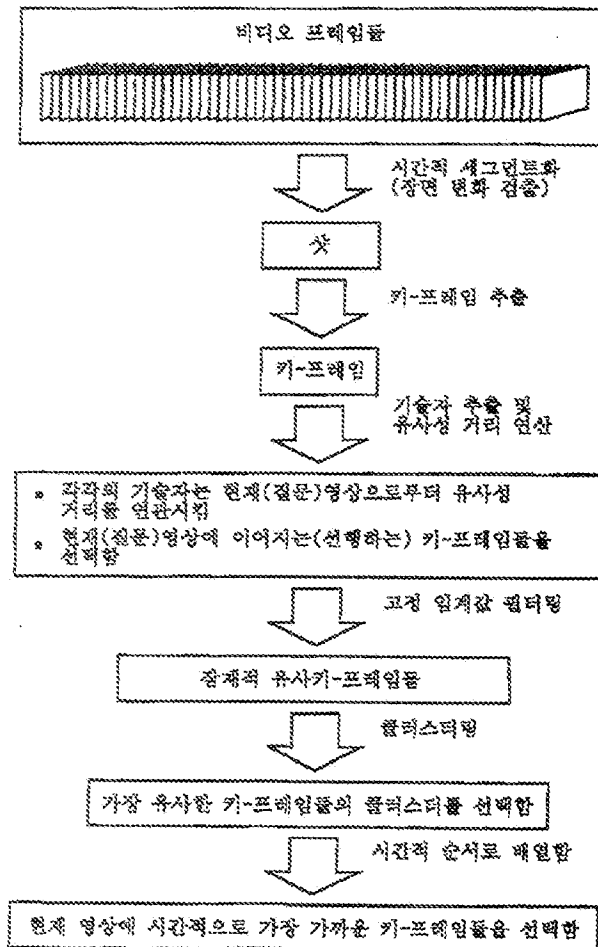 비디오 프레임들
시간적 세그먼트화
(장면 변화 검출)
샷
키-프레임 추출
키-프레임
기술자 추출 및
유사성 거리 연산
• 각각의 기술자는 현재(질문)영상으로부터 유사성
거리를 연관시킴
• 현재(질문)영상에 이어지는(선행하는) 키-프레임들을
선택함
고정 임계값 필터링
잠재적 유사키-프레임들
클러스터링
가장 유사한 키-프레임들의 클러스터를 선택함
시간적 순서로 배열함
현재 영상에 시간적으로 가장 가까운 키-프레임들을 선택함